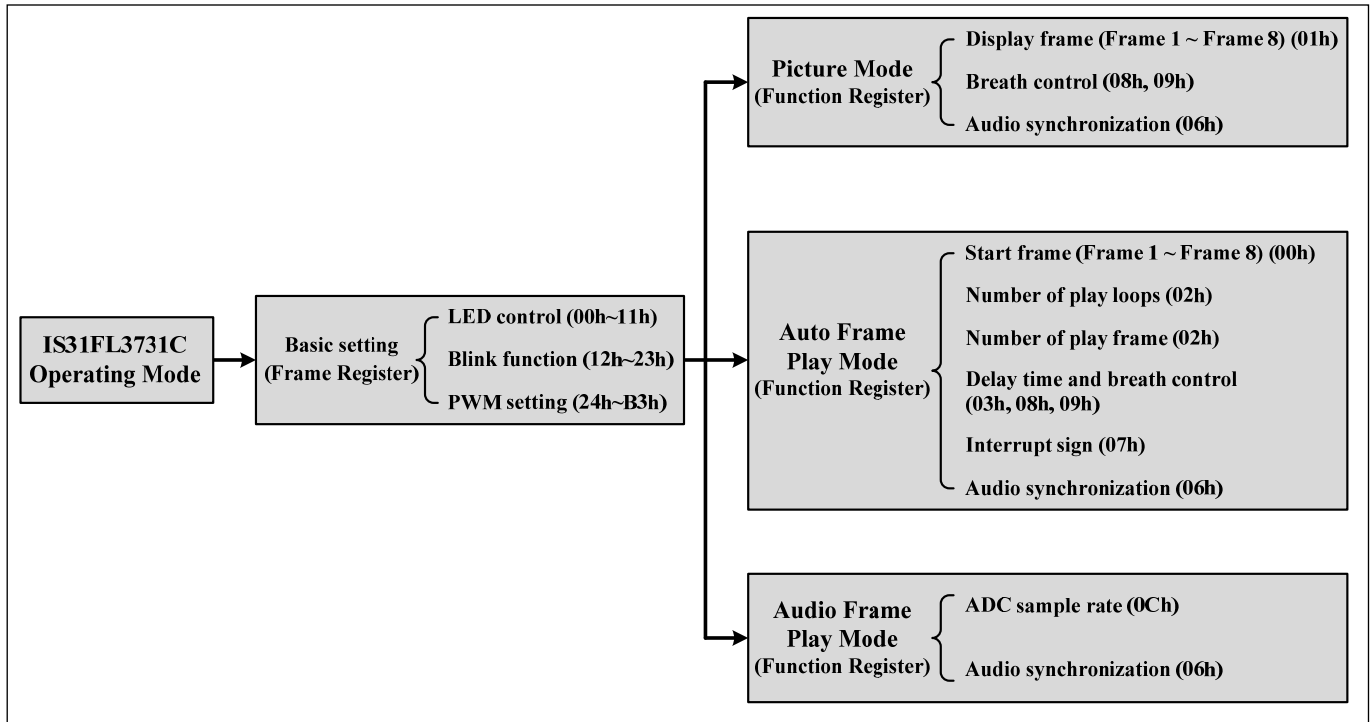 IS31FL3731C
Operating Mode
Basic setting
(Frame Register)
LED control (00h~11h)
Blink function (12h~23h)
PWM setting (24h~B3h)
Picture Mode
(Function Register)
Display frame (Frame 1 ~ Frame 8) (01h)
Breath control (08h, 09h)
Audio synchronization (06h)
Auto Frame
Play Mode
(Function Register)
Start frame (Frame 1 ~ Frame 8) (00h)
Number of play loops (02h)
Number of play frame (02h)
Delay time and breath control
(03h, 08h, 09h)
Interrupt sign (07h)
Audio synchronization (06h)
Audio Frame
Play Mode
(Function Register)
ADC sample rate (0Ch)
Audio synchronization (06h)